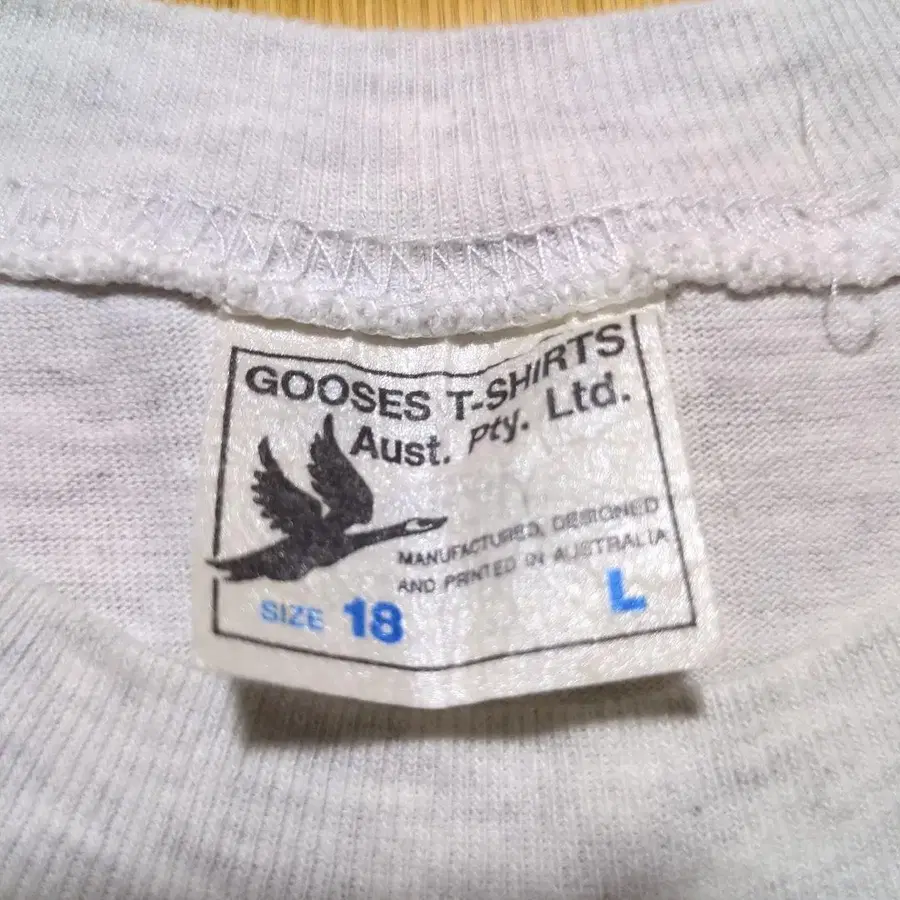 GOOSES T-SHIRTS
Aust. Pty. Ltd.
MANUFACTURED, DESIGNED
AND PRINTED IN AUSTRALIA
SIZE 18 L